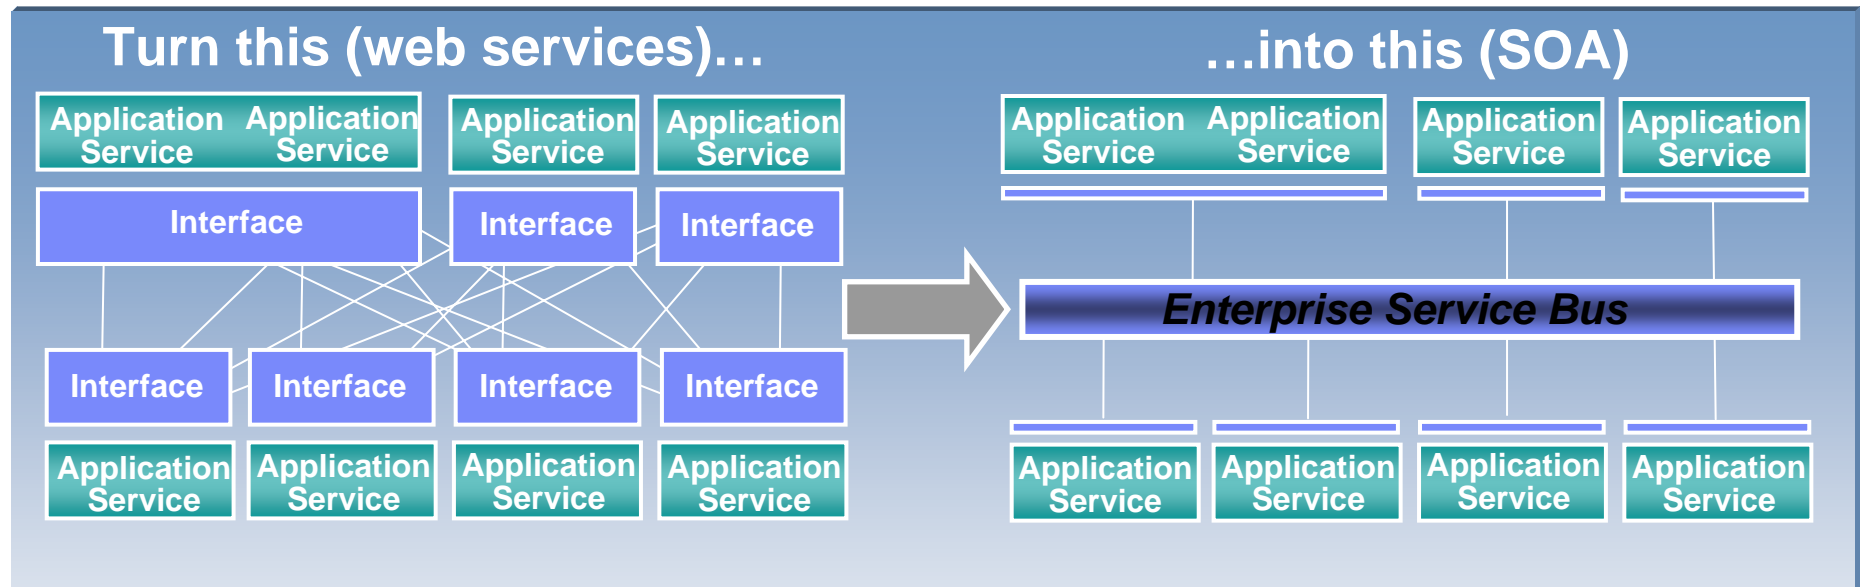 Turn this (web services)…
Application Service
Application Service
Application Service
Application Service
Interface
Interface
Interface
Interface
Interface
Interface
Interface
Application Service
Application Service
Application Service
Application Service
…into this (SOA)
Application Service
Application Service
Application Service
Application Service
Enterprise Service Bus
Application Service
Application Service
Application Service
Application Service